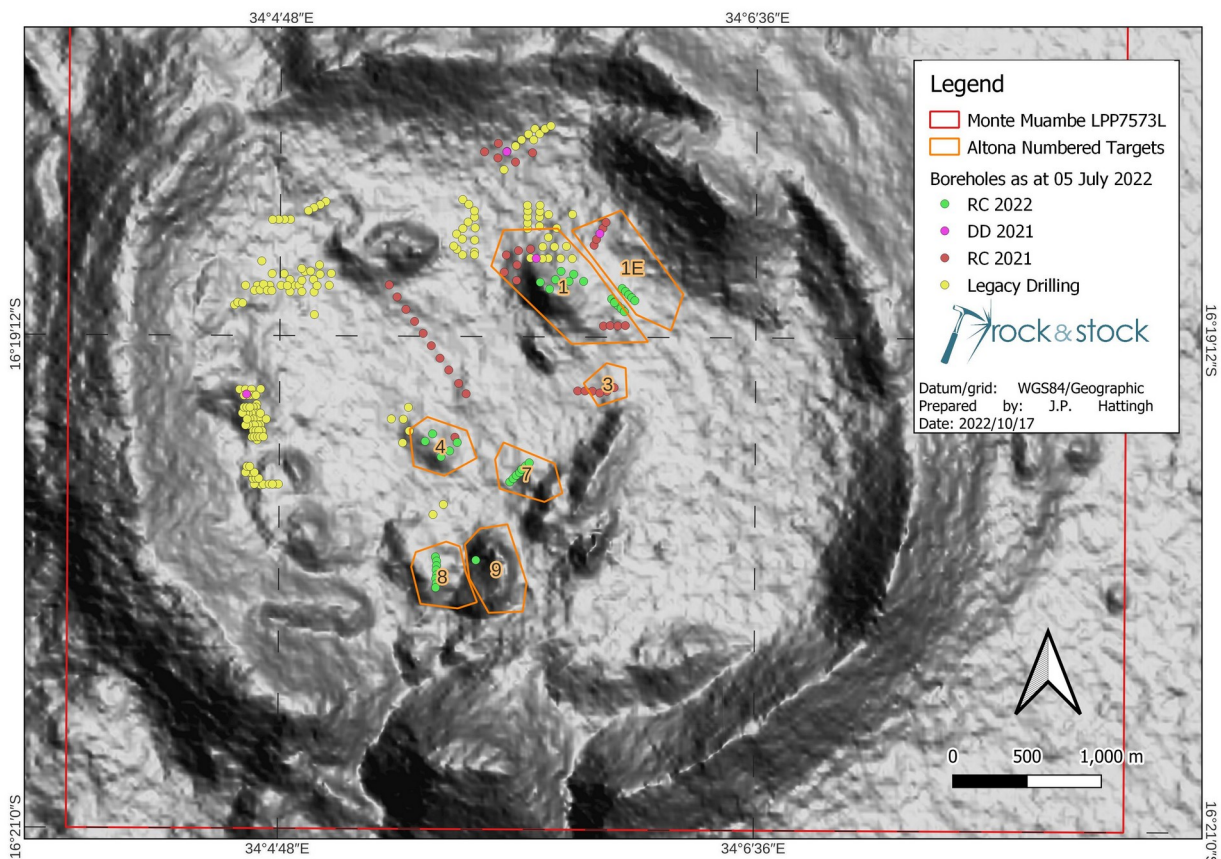 34°4′48″E 34°6′36″E
Legend
Monte Muambe LPP7573L
Altona Numbered Targets
Boreholes as at 05 July 2022
RC 2022
DD 2021
RC 2021
Legacy Drilling
rock&stock
Datum/grid: WGS84/Geographic
Prepared by: J.P. Hattingh
Date: 2022/10/17
1E
1
16°19′12″S 16°19′12″S
3
4
7
8
9
0 500 1,000 m
16°21′0″S 16°21′0″S
34°4′48″E 34°6′36″E